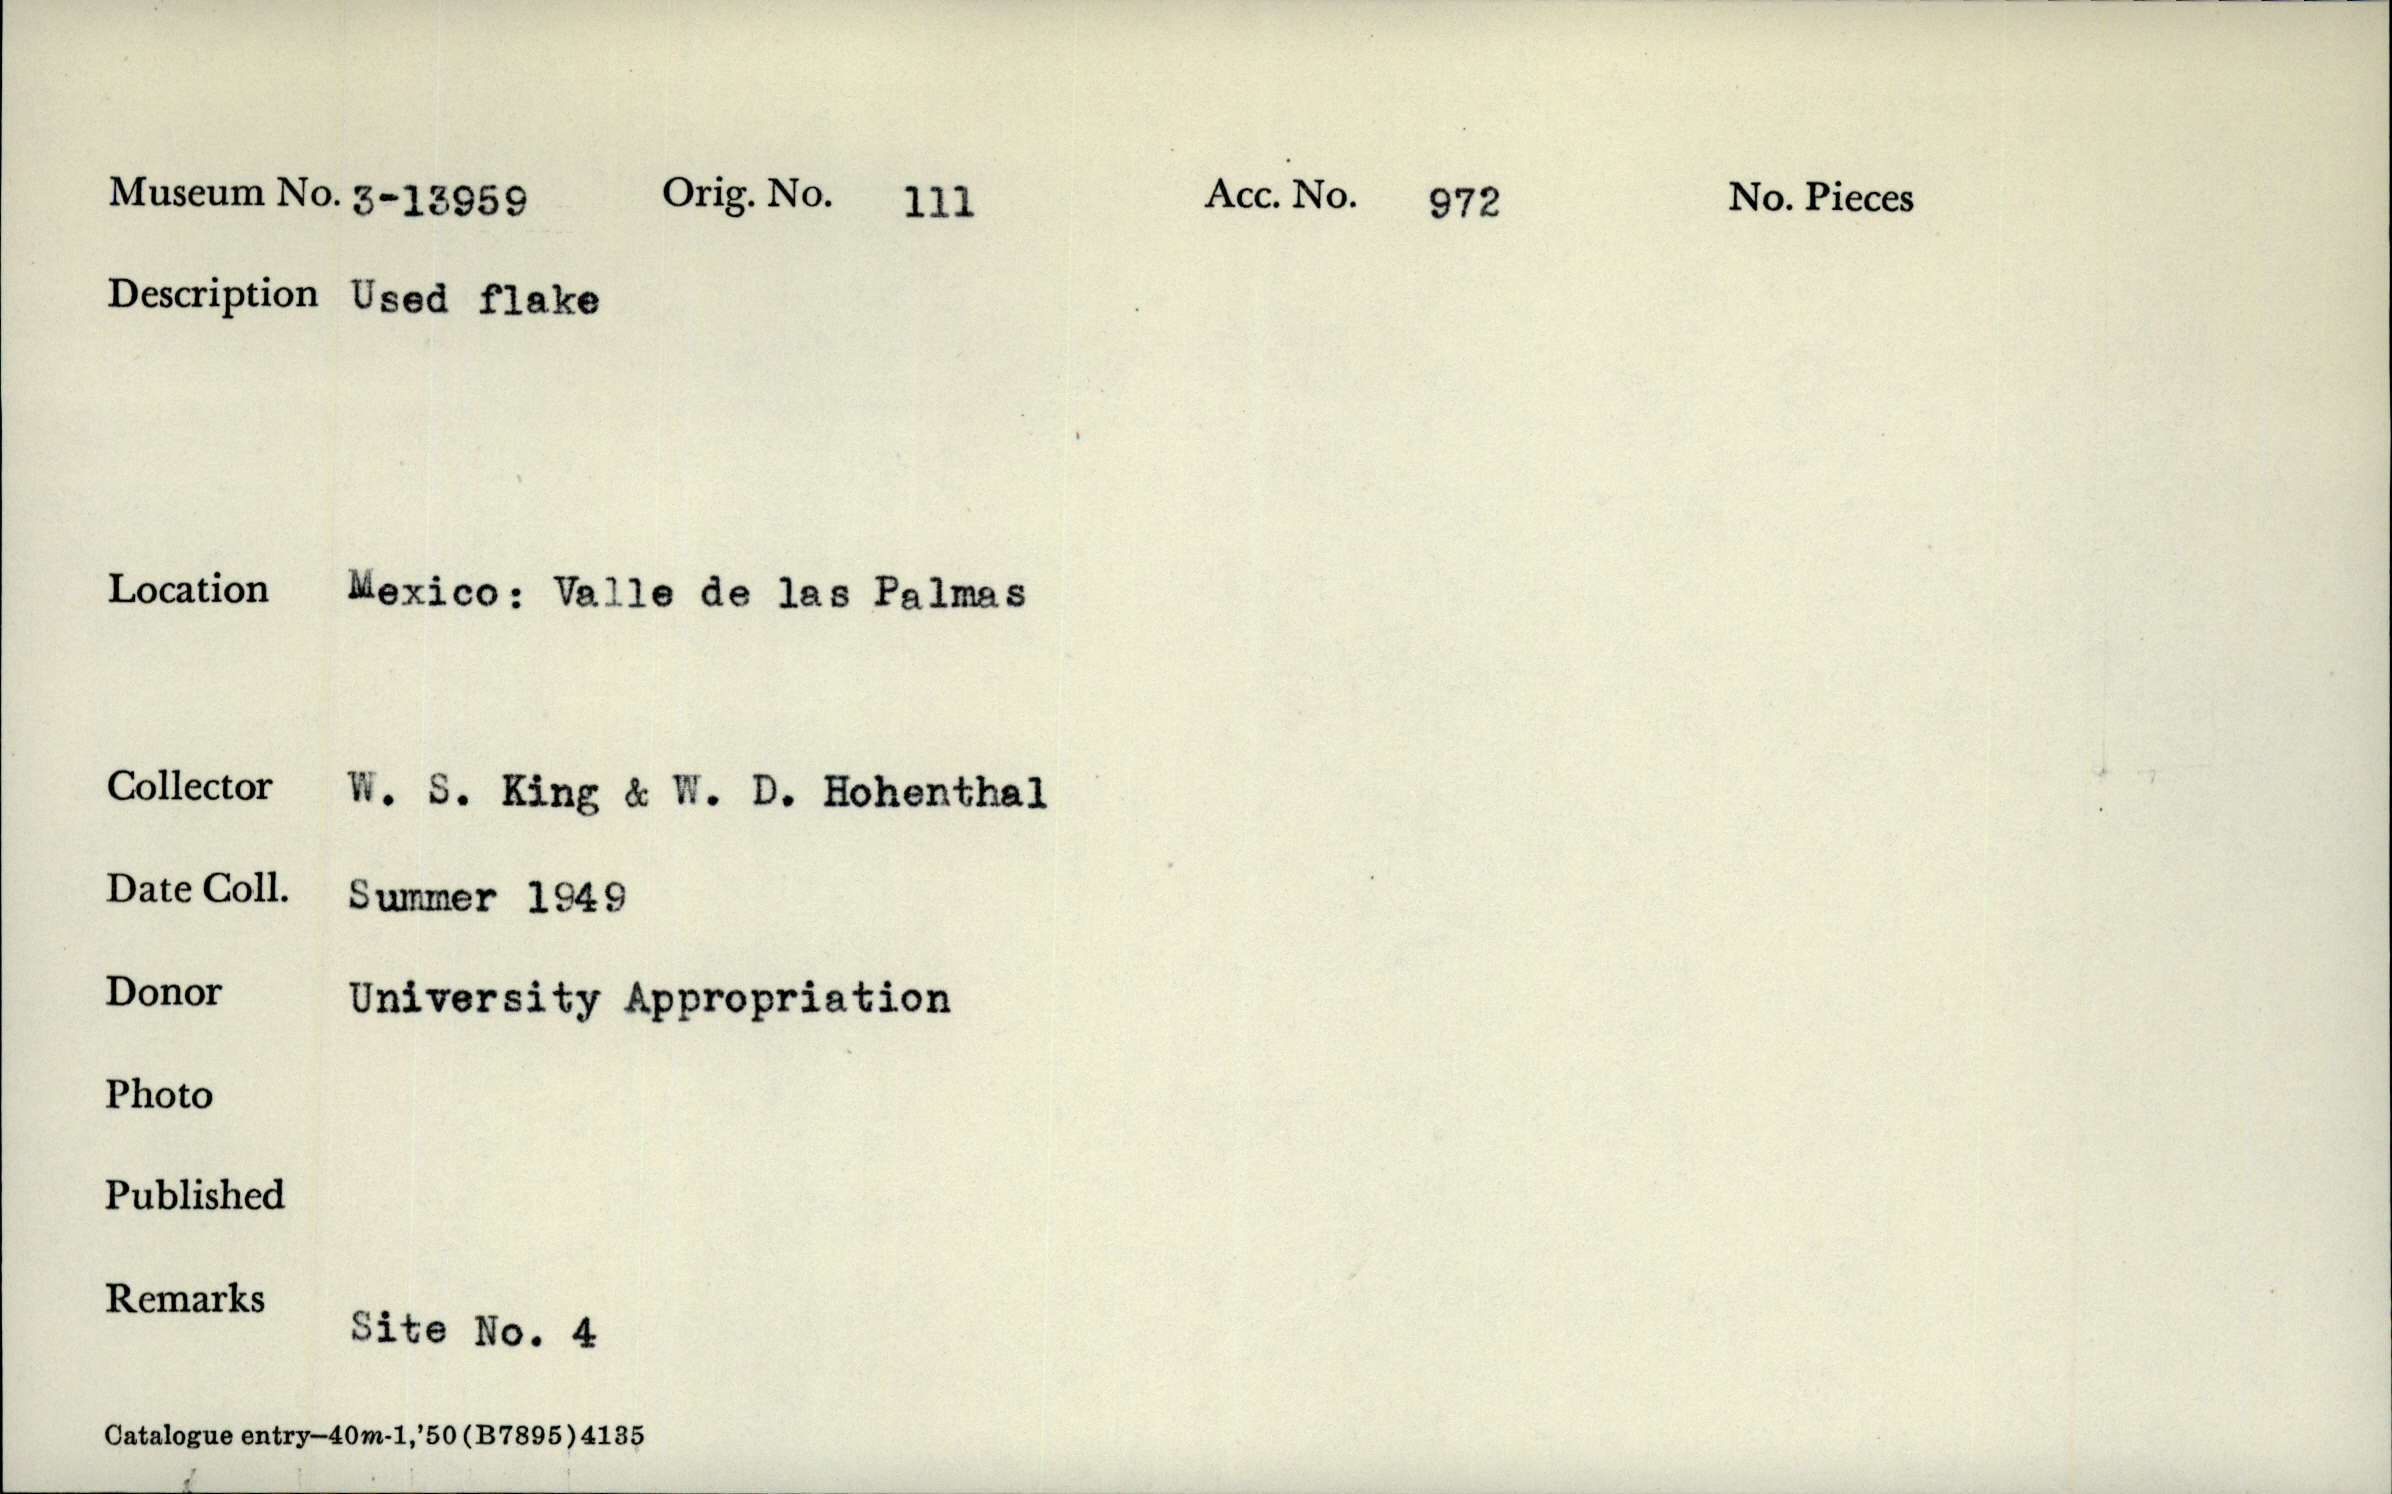 Museum No. 3-13959 Orig. No. 111 Acc. No. 972 No. Pieces
Description Used flake
Location Mexico: Valle de las Palmas
Collector W. S. King & W. D. Hohenthal
Date Coll. Summer 1949
Donor University Appropriation
Photo
Published
Remarks
Site No. 4
Catalogue entry—40m-1,'50 (B7895) 4135